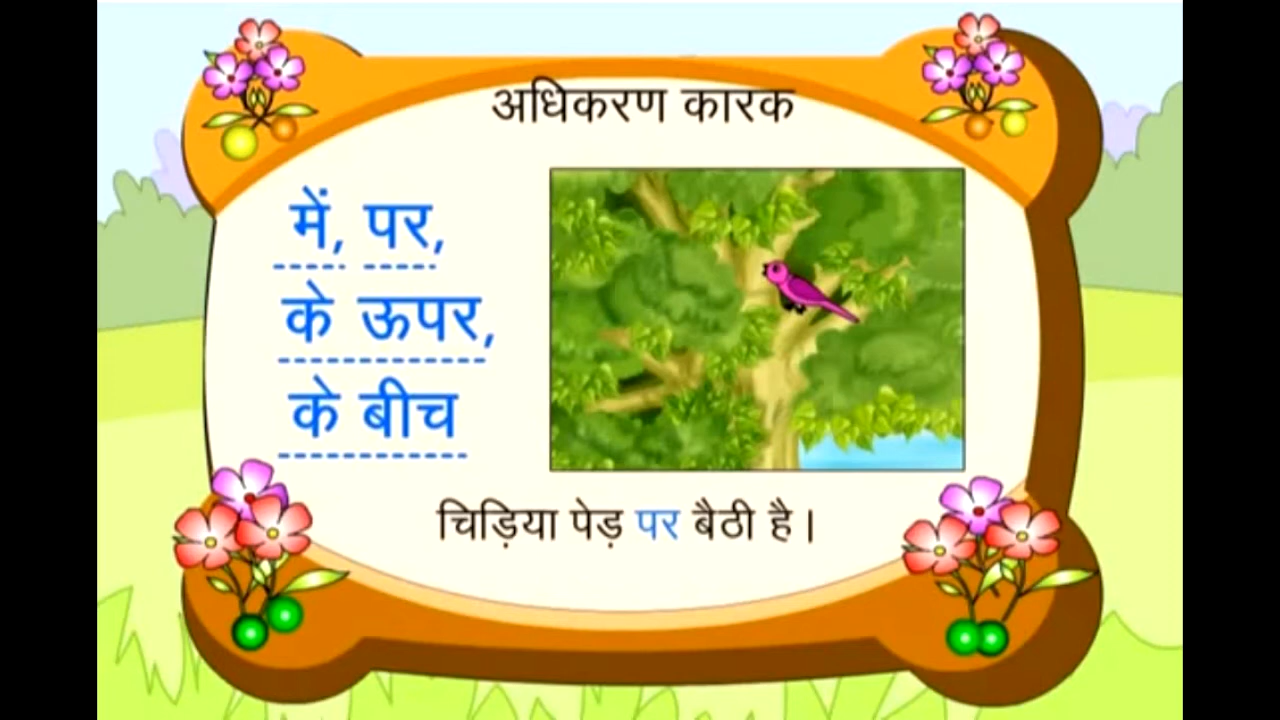 अधिकरण कारक
में, पर,
के ऊपर,
के बीच
चिड़िया पेड़ पर बैठी है।